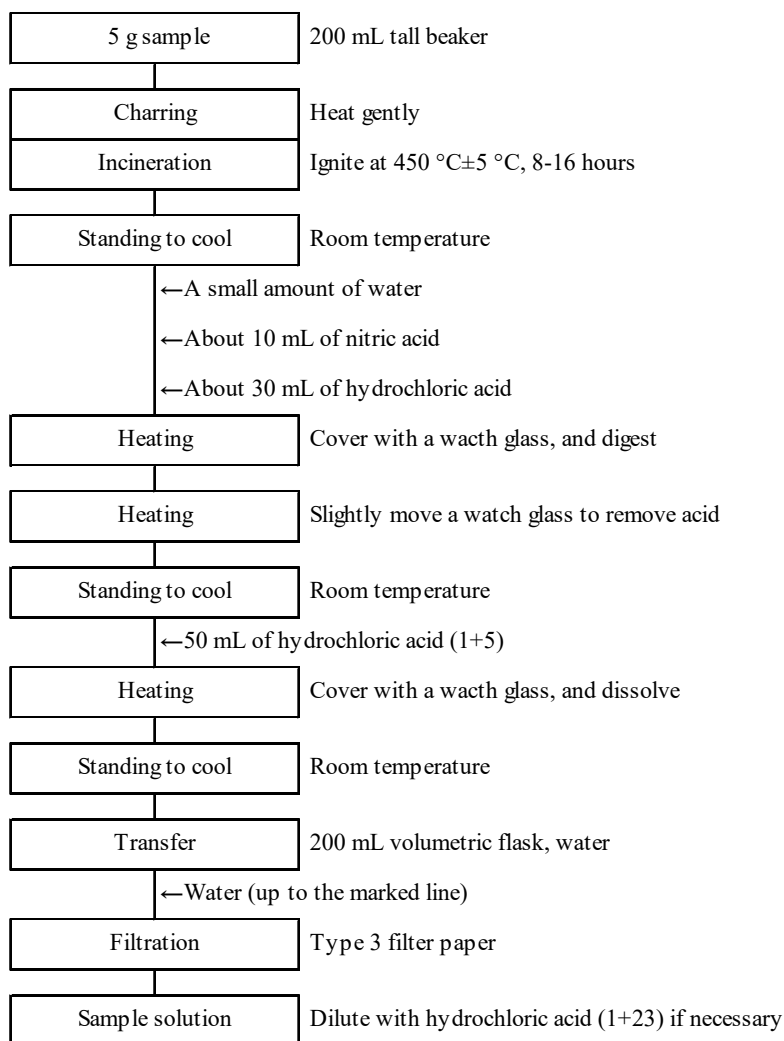 5 g sample 200 mL tall beaker
Charring Heat gently
Incineration Ignite at 450 °C±5 °C, 8-16 hours
Standing to cool Room temperature
←A small amount of water
←About 10 mL of nitric acid
←About 30 mL of hydrochloric acid
Heating Cover with a wacth glass, and digest
Heating Slightly move a watch glass to remove acid
Standing to cool Room temperature
←50 mL of hydrochloric acid (1+5)
Heating Cover with a wacth glass, and dissolve
Standing to cool Room temperature
Transfer 200 mL volumetric flask, water
←Water (up to the marked line)
Filtration Type 3 filter paper
Sample solution Dilute with hydrochloric acid (1+23) if necessary